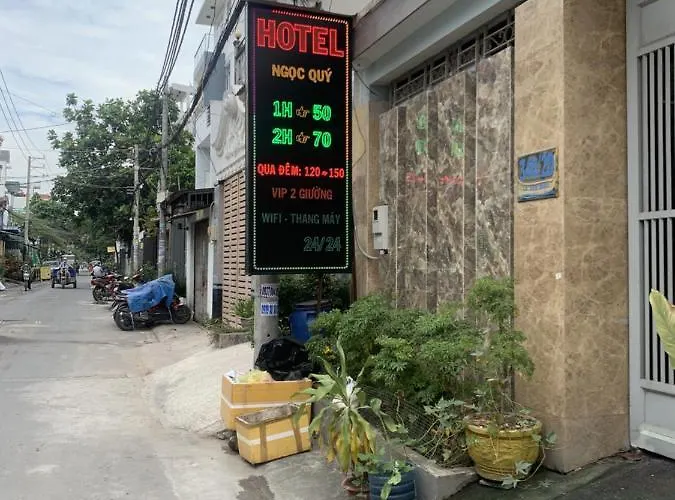 HOTEL
NGỌC QUÝ
1H 👉 50
2H 👉 70
QUA ĐÊM: 120 ~ 150
VIP 2 GIƯỜNG
WIFI - THANG MÁY
24/24